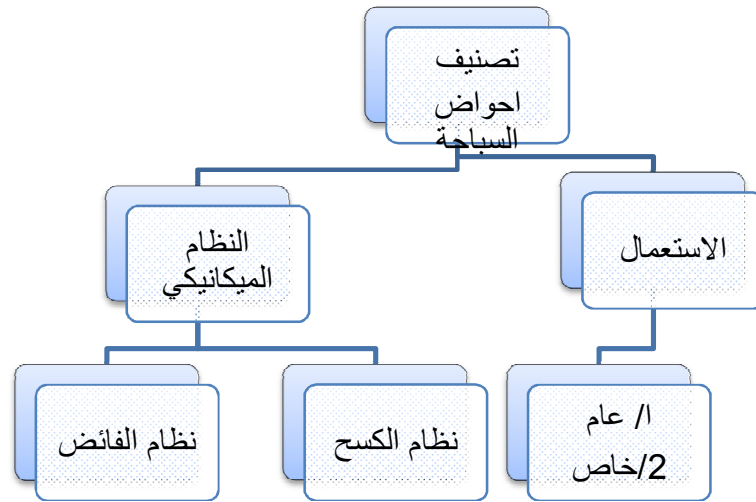 تصنيف
احواض
السباحة
الاستعمال
النظام
الميكانيكي
ا/ عام
2/خاص
نظام الكسح
نظام الفائض